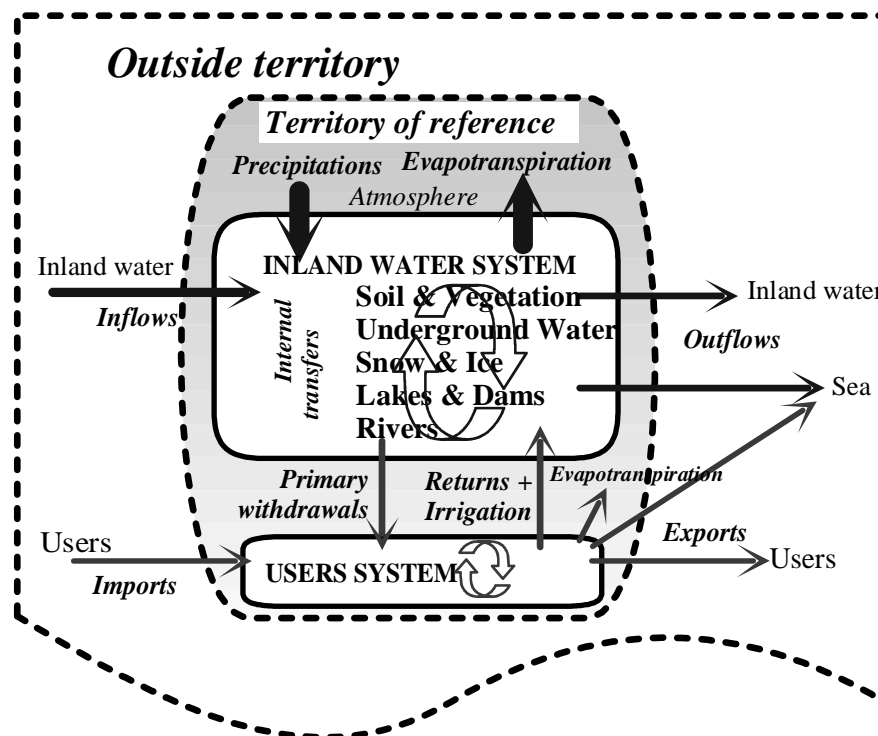 Outside territory
Territory of reference
Precipitations
Evapotranspiration
Atmosphere
Inland water
Inflows
INLAND WATER SYSTEM
Internal
transfers
Soil & Vegetation
Underground Water
Snow & Ice
Lakes & Dams
Rivers
Inland water
Outflows
Sea
Primary
withdrawals
Returns +
Irrigation
Evapotranspiration
Users
Imports
USERS SYSTEM
Exports
Users